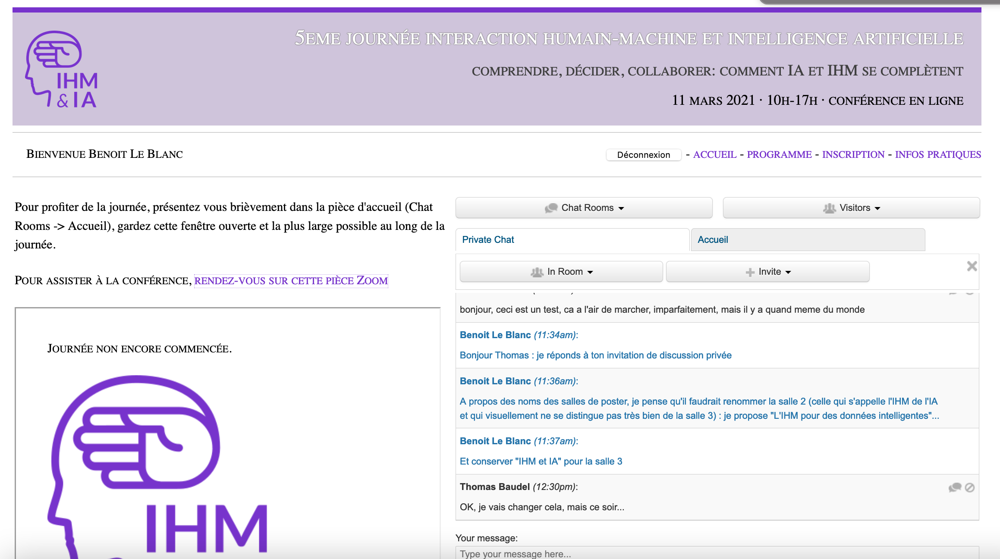 5EME JOURNÉE INTERACTION HUMAIN-MACHINE ET INTELLIGENCE ARTIFICIELLE
COMPRENDRE, DÉCIDER, COLLABORER: COMMENT IA ET IHM SE COMPLÈTENT
11 MARS 2021 · 10H-17H · CONFÉRENCE EN LIGNE
IHM
& IA
BIENVENUE BENOIT LE BLANC
Déconnexion - ACCUEIL - PROGRAMME - INSCRIPTION - INFOS PRATIQUES
Pour profiter de la journée, présentez vous brièvement dans la pièce d'accueil (Chat
Rooms -> Accueil), gardez cette fenêtre ouverte et la plus large possible au long de la
journée.
POUR ASSISTER À LA CONFÉRENCE, RENDEZ-VOUS SUR CETTE PIÈCE ZOOM
JOURNÉE NON ENCORE COMMENCÉE.
IHM
Chat Rooms
Visitors
Private Chat
Accueil
In Room
Invite
bonjour, ceci est un test, ca a l'air de marcher, imparfaitement, mais il y a quand meme du monde
Benoit Le Blanc (11:34am):
Bonjour Thomas : je réponds à ton invitation de discussion privée
Benoit Le Blanc (11:36am):
A propos des noms des salles de poster, je pense qu'il faudrait renommer la salle 2 (celle qui s'appelle l'IHM de l'IA
et qui visuellement ne se distingue pas très bien de la salle 3) : je propose "L'IHM pour des données intelligentes"...
Benoit Le Blanc (11:37am):
Et conserver "IHM et IA" pour la salle 3
Thomas Baudel (12:30pm):
OK, je vais changer cela, mais ce soir...
Your message:
Type your message here...